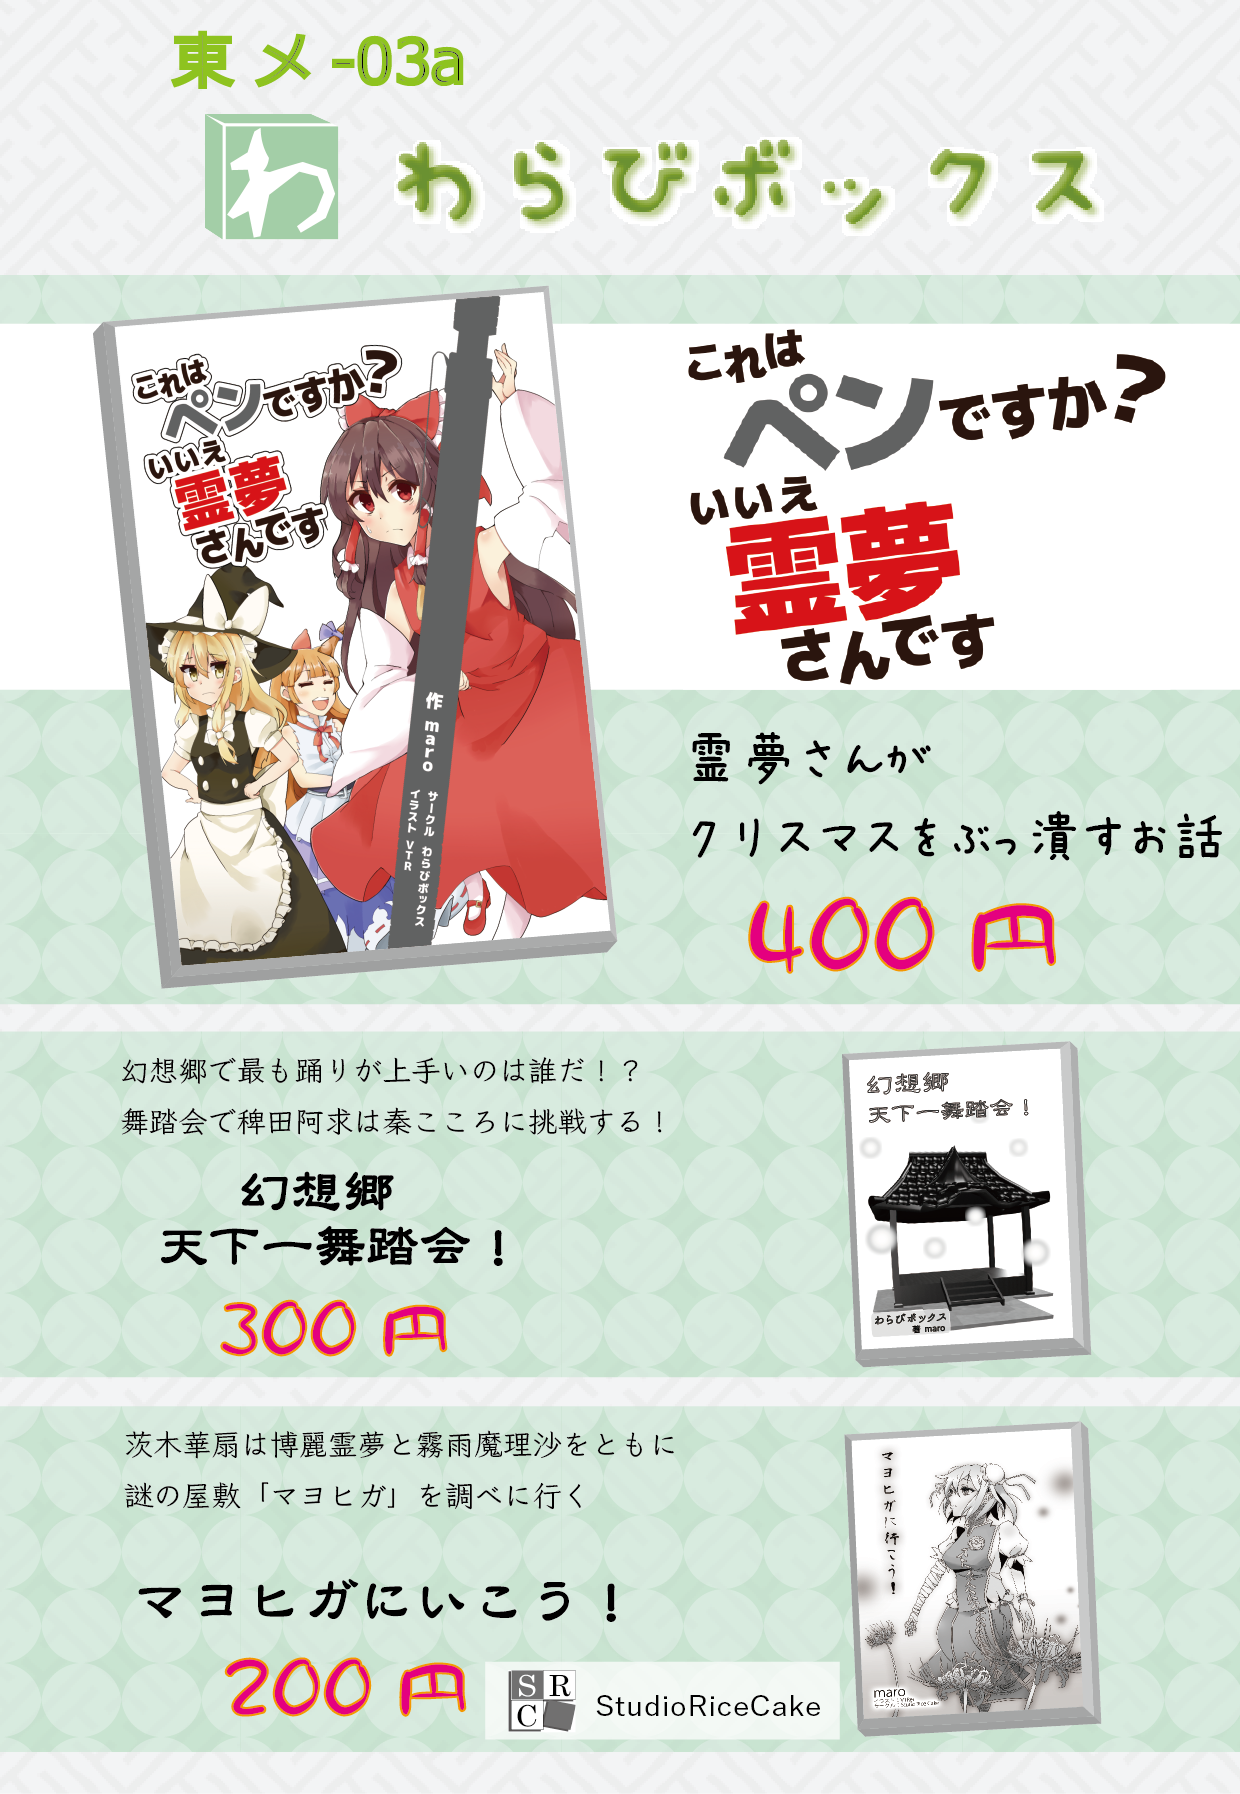 東メ-03a
わ
わらびボックス
これは
ペンですか?
いいえ
霊夢
さんです
作 maro
サークル わらびボックス
イラスト VTR
これは
ペンですか?
いいえ
霊夢
さんです
霊夢さんが
クリスマスをぶっ潰すお話
400円
幻想郷で最も踊りが上手いのは誰だ!?
舞踏会で稗田阿求は秦こころに挑戦する!
幻想郷
天下一舞踏会!
300円
幻想郷
天下一舞踏会!
わらびボックス
著 maro
茨木華扇は博麗霊夢と霧雨魔理沙をともに
謎の屋敷「マヨヒガ」を調べに行く
マヨヒガにいこう!
200円
SRC
StudioRiceCake
マヨヒガに行こう!
maro